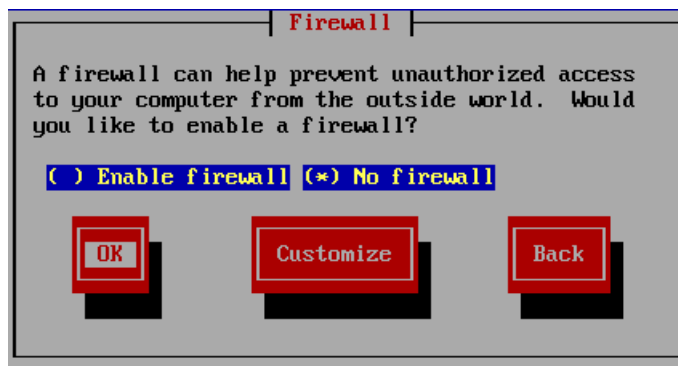 Firewall
A firewall can help prevent unauthorized access
to your computer from the outside world.  Would
you like to enable a firewall?
( ) Enable firewall (*) No firewall
OK Customize Back